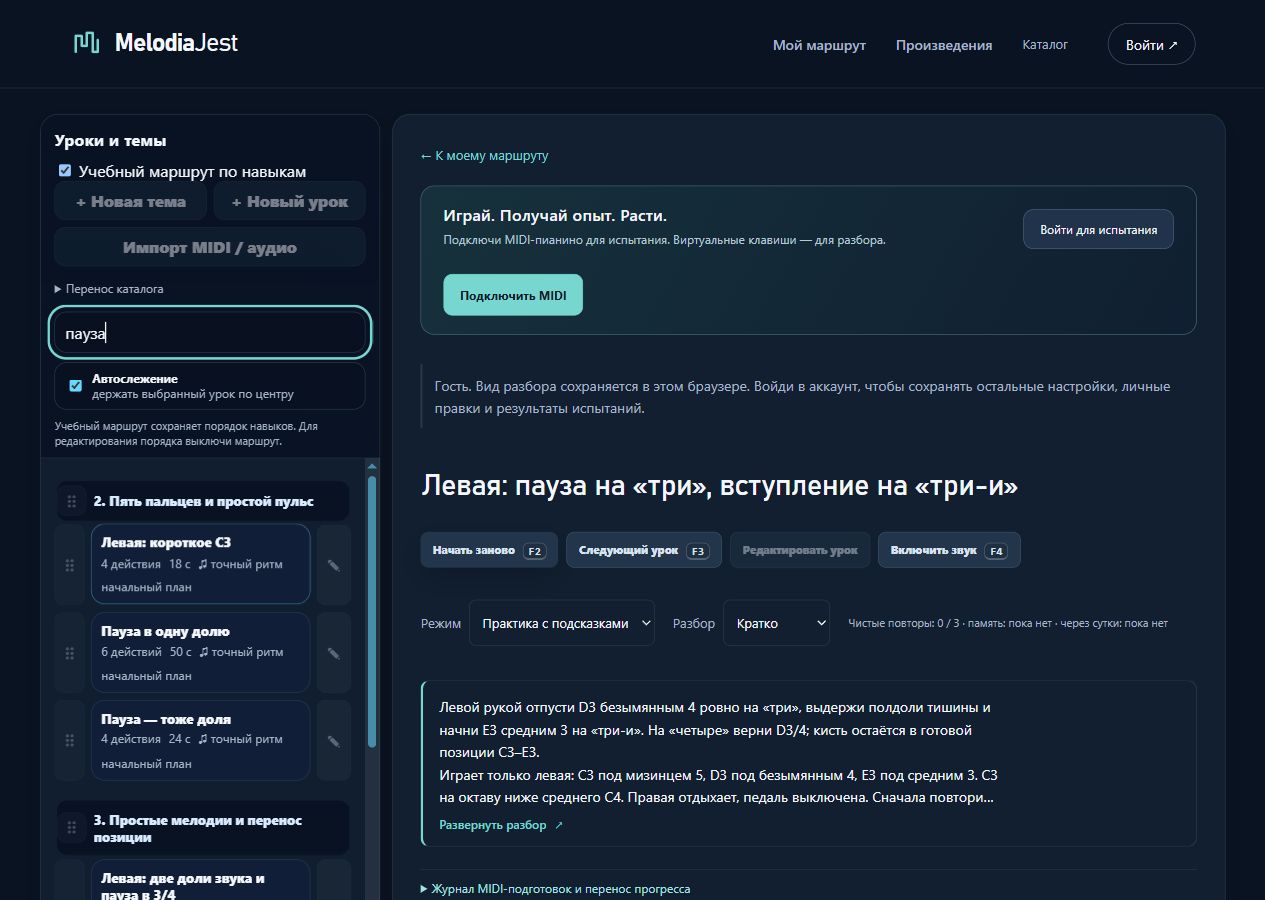 MelodiaJest
Мой маршрут
Произведения
Каталог
Войти ↗
Уроки и темы
Учебный маршрут по навыкам
+ Новая тема
+ Новый урок
Импорт MIDI / аудио
▶ Перенос каталога
пауза
Автослежение
держать выбранный урок по центру
Учебный маршрут сохраняет порядок навыков. Для
редактирования порядка выключи маршрут.
2. Пять пальцев и простой пульс
Левая: короткое C3
4 действия 18 с ♫ точный ритм
начальный план
Пауза в одну долю
6 действий 50 с ♫ точный ритм
начальный план
Пауза — тоже доля
4 действия 24 с ♫ точный ритм
начальный план
3. Простые мелодии и перенос
позиции
Левая: две доли звука и
пауза в 3/4
← К моему маршруту
Играй. Получай опыт. Расти.
Подключи MIDI-пианино для испытания. Виртуальные клавиши — для разбора.
Войти для испытания
Подключить MIDI
Гость. Вид разбора сохраняется в этом браузере. Войди в аккаунт, чтобы сохранять остальные настройки, личные
правки и результаты испытаний.
Левая: пауза на «три», вступление на «три-и»
Начать заново F2
Следующий урок F3
Редактировать урок
Включить звук F4
Режим
Практика с подсказками
Разбор
Кратко
Чистые повторы: 0 / 3 · память: пока нет · через сутки: пока нет
Левой рукой отпусти D3 безымянным 4 ровно на «три», выдержи полдоли тишины и
начни E3 средним 3 на «три-и». На «четыре» верни D3/4; кисть остаётся в готовой
позиции C3–E3.
Играет только левая: C3 под мизинцем 5, D3 под безымянным 4, E3 под средним 3. C3
на октаву ниже среднего C4. Правая отдыхает, педаль выключена. Сначала повтори...
Развернуть разбор ↗
▶ Журнал MIDI-подготовок и перенос прогресса